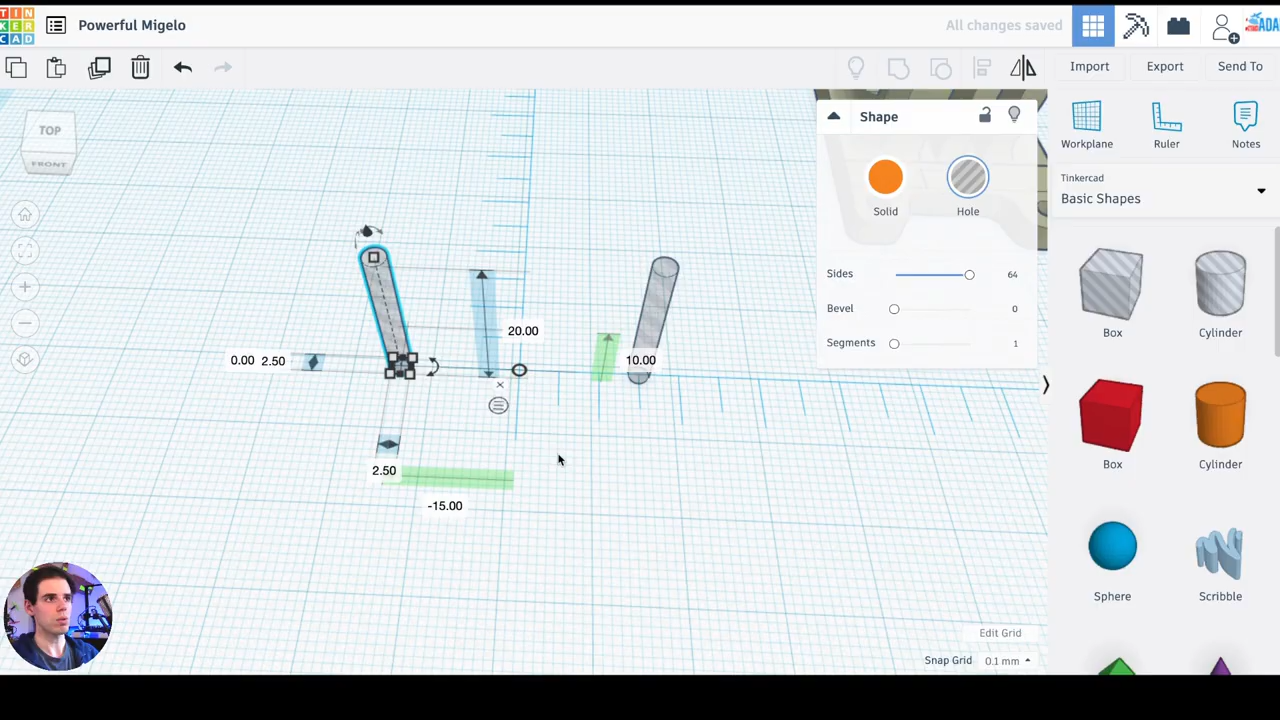 TIN
KER
CAD
Powerful Migelo
All changes saved
ADA
Import
Export
Send To
TOP
FRONT
Shape
Solid
Hole
Sides
64
Bevel
0
Segments
1
Workplane
Ruler
Notes
Tinkercad
Basic Shapes
Box
Cylinder
Box
Cylinder
Sphere
Scribble
20.00
0.00 2.50
10.00
2.50
-15.00
Edit Grid
Snap Grid
0.1 mm